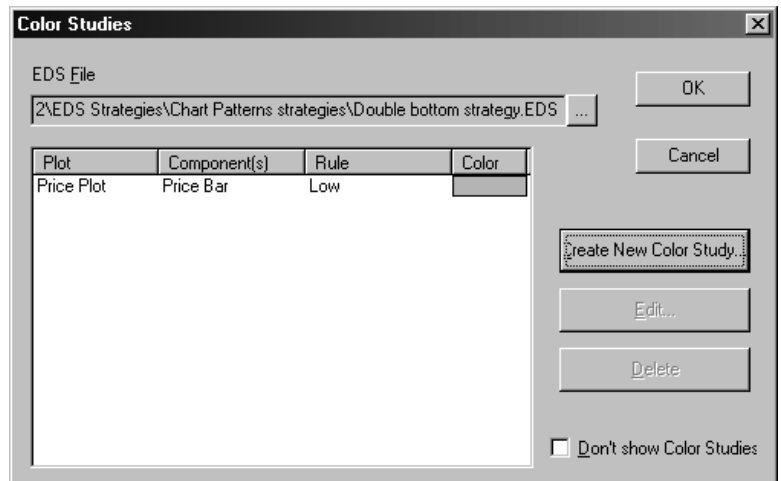 Color Studies
EDS File
2\EDS Strategies\Chart Patterns strategies\Double bottom strategy.EDS ...
OK
Cancel
Plot Component(s) Rule Color
Price Plot Price Bar Low
Create New Color Study...
Edit...
Delete
Don't show Color Studies